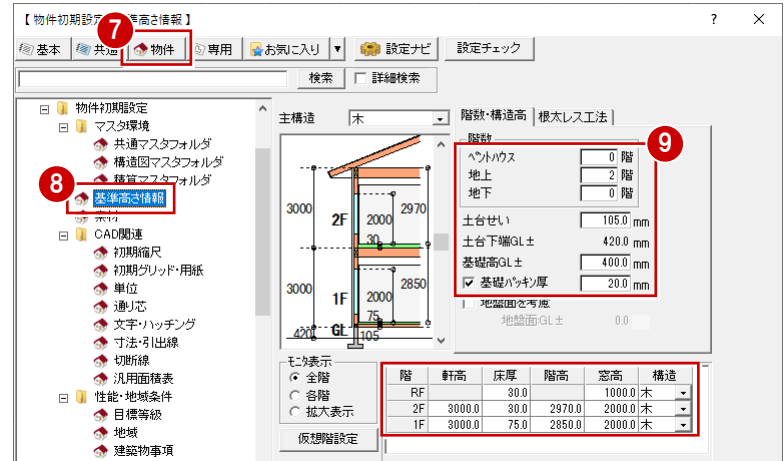 【 物件初期設定 準高さ情報 】 ? ×
7
基本 共通 物件 専用 お気に入り ▼ 設定ナビ 設定チェック
検索 詳細検索
物件初期設定
マスタ環境
共通マスタフォルダ
構造図マスタフォルダ
積算マスタフォルダ
8
基準高さ情報
素材
CAD関連
初期縮尺
初期グリッド・用紙
単位
通り芯
文字・ハッチング
寸法・引出線
切断線
汎用面積表
性能・地域条件
目標等級
地域
建築物事項
主構造 木
3000 2F 2000 2970
30
3000 1F 2000 2850
75
420 GL 105
モニタ表示
全階
各階
拡大表示
仮想階設定
階数・構造高 根太レス工法
9
階数
ペントハウス 0 階
地上 2 階
地下 0 階
土台せい 105.0 mm
土台下端GL± 420.0 mm
基礎高GL± 400.0 mm
基礎パッキン厚 20.0 mm
地盤面を考慮
地盤面GL± 0.0
階 軒高 床厚 階高 窓高 構造
RF 30.0 1000.0 木
2F 3000.0 30.0 2970.0 2000.0 木
1F 3000.0 75.0 2850.0 2000.0 木